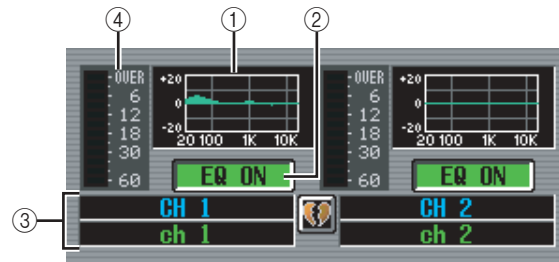 ④ ① ②
OVER +20 OVER +20
6 6
12 0 12 0
18 18
-20 -20
30 20 100 1K 10K 30 20 100 1K 10K
60 EQ ON 60 EQ ON
③
CH 1 CH 2
ch 1 ch 2